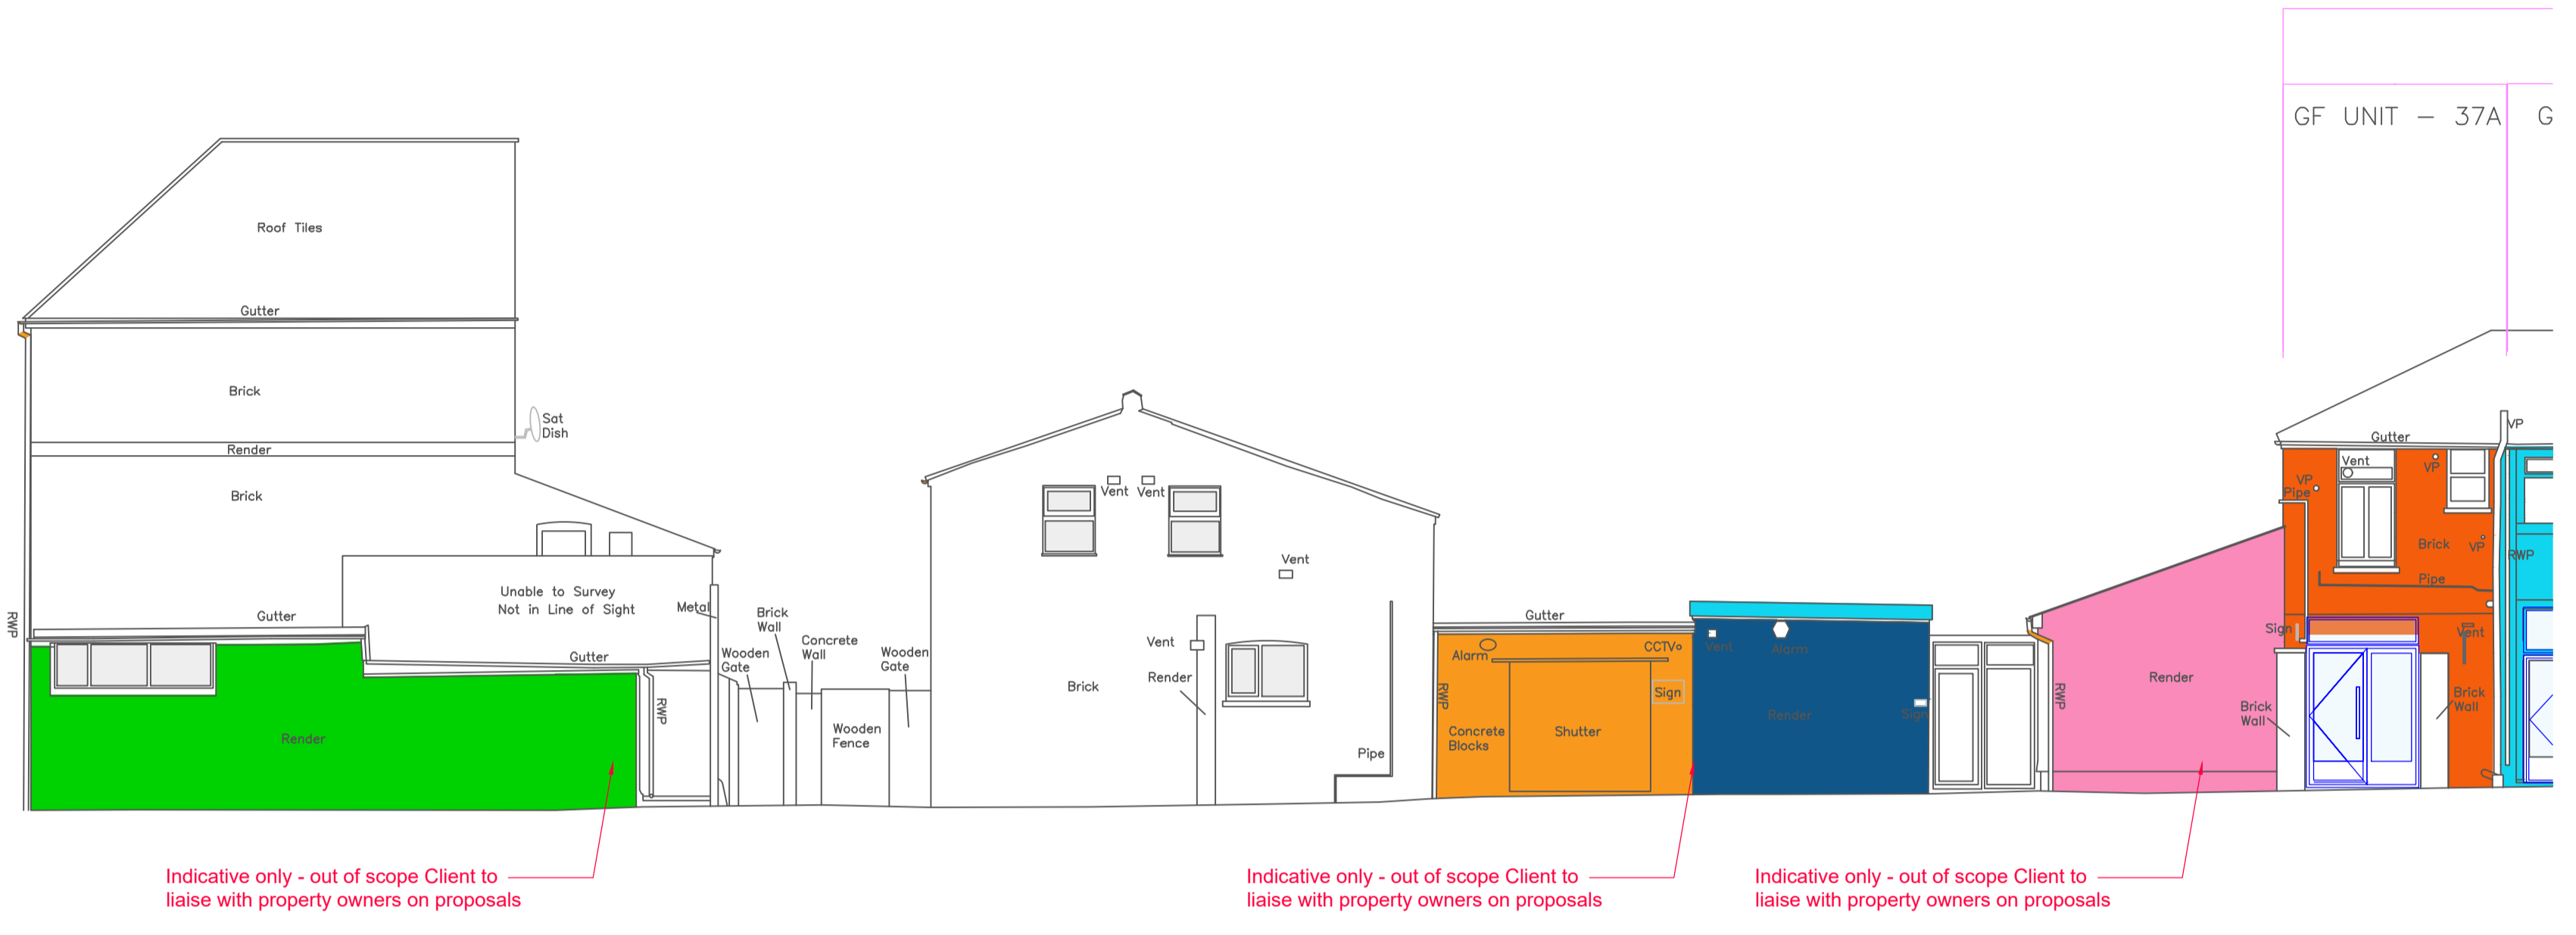 GF UNIT - 37A
G
Roof Tiles
Gutter
Brick
Sat
Dish
Render
Brick
Unable to Survey
Not in Line of Sight
Metal
Gutter
RWP
Gutter
Render
RWP
Wooden
Gate
Brick
Wall
Concrete
Wall
Wooden
Fence
Wooden
Gate
Vent
Vent
Vent
Vent
Render
Brick
Pipe
Gutter
Alarm
CCTV
RWP
Sign
Concrete
Blocks
Shutter
Vent
Alarm
Render
Sign
RWP
Render
Gutter
VP
Vent
VP
VP
Pipe
Brick
VP
RWP
Pipe
Sign
Vent
Brick
Wall
Brick
Wall
Indicative only - out of scope Client to
liaise with property owners on proposals
Indicative only - out of scope Client to
liaise with property owners on proposals
Indicative only - out of scope Client to
liaise with property owners on proposals